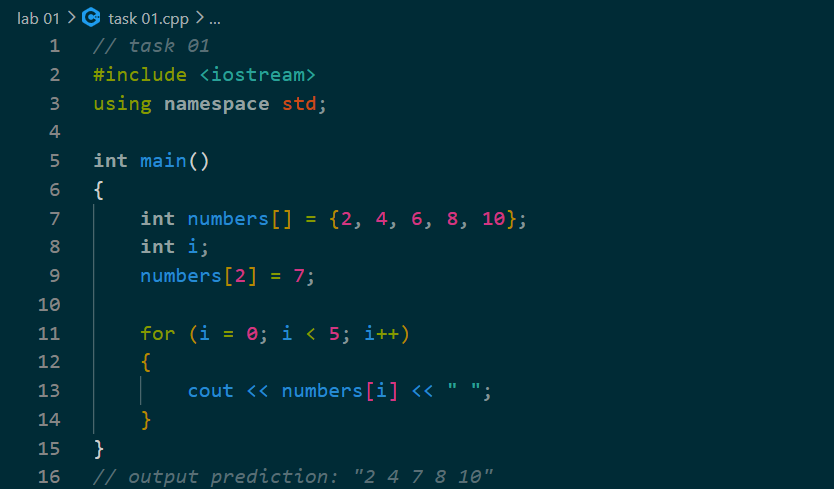 lab 01 > task 01.cpp > ...
1 // task 01
2 #include <iostream>
3 using namespace std;
4
5 int main()
6 {
7     int numbers[] = {2, 4, 6, 8, 10};
8     int i;
9     numbers[2] = 7;
10
11     for (i = 0; i < 5; i++)
12     {
13         cout << numbers[i] << " ";
14     }
15 }
16 // output prediction: "2 4 7 8 10"